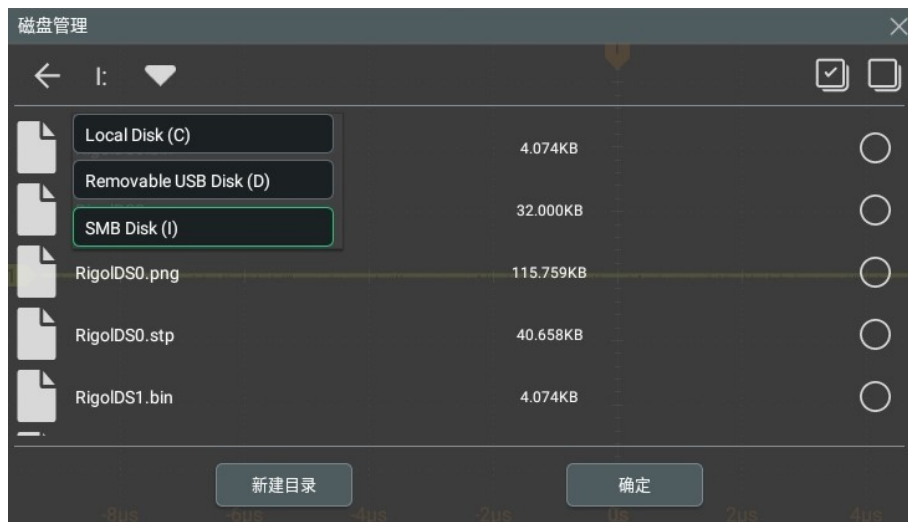 磁盘管理
I:
Local Disk (C)
4.074KB
Removable USB Disk (D)
32.000KB
SMB Disk (I)
RigolDS0.png 115.759KB
RigolDS0.stp 40.658KB
RigolDS1.bin 4.074KB
新建目录 确定
-8us -6us -4us -2us 0s 2us 4us